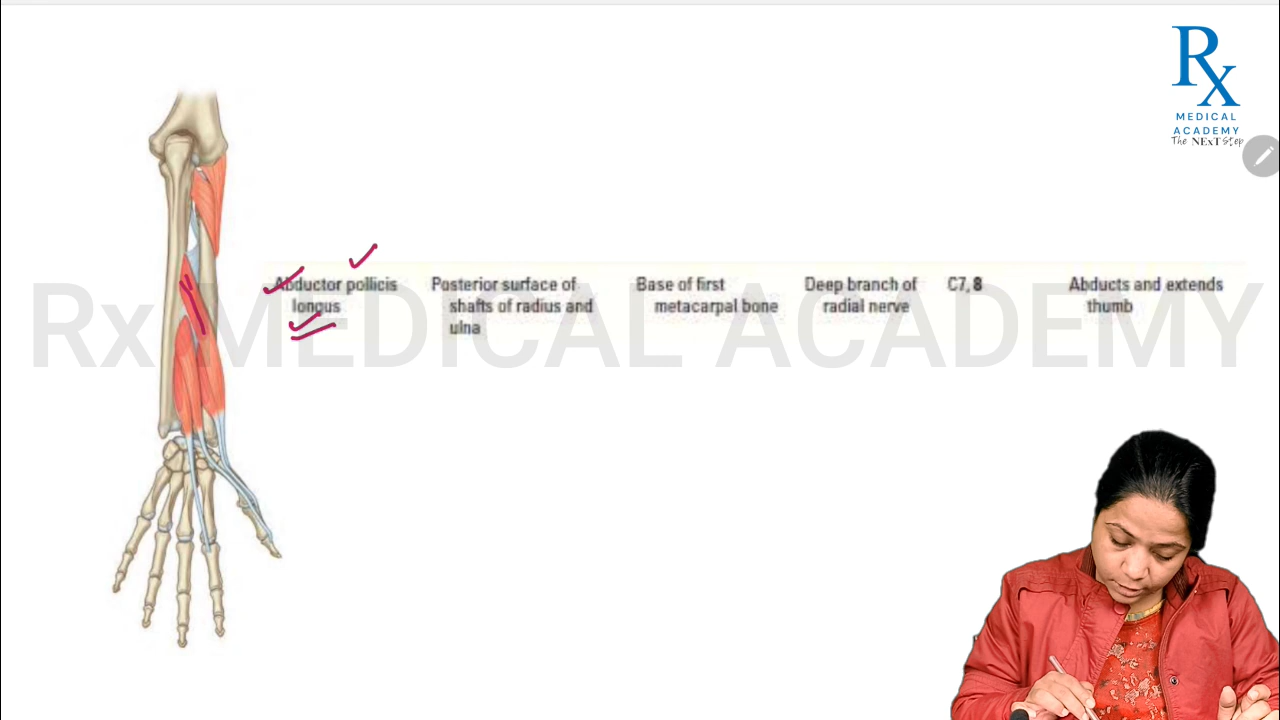 Rx
MEDICAL
ACADEMY
The NExT Step
Abductor pollicis
longus
Posterior surface of
shafts of radius and
ulna
Base of first
metacarpal bone
Deep branch of
radial nerve
C7, 8
Abducts and extends
thumb
Rx MEDICAL ACADEMY